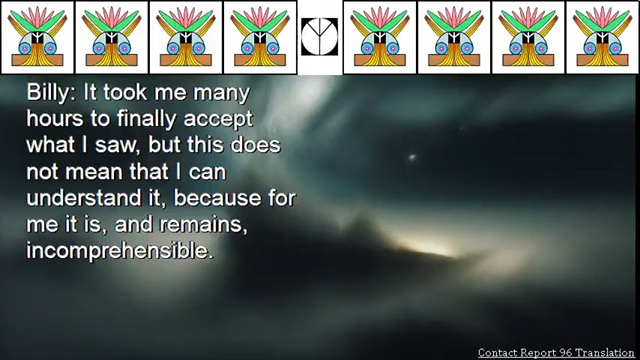 Billy: It took me many
hours to finally accept
what I saw, but this does
not mean that I can
understand it, because for
me it is, and remains,
incomprehensible.
Contact Report 96 Translation